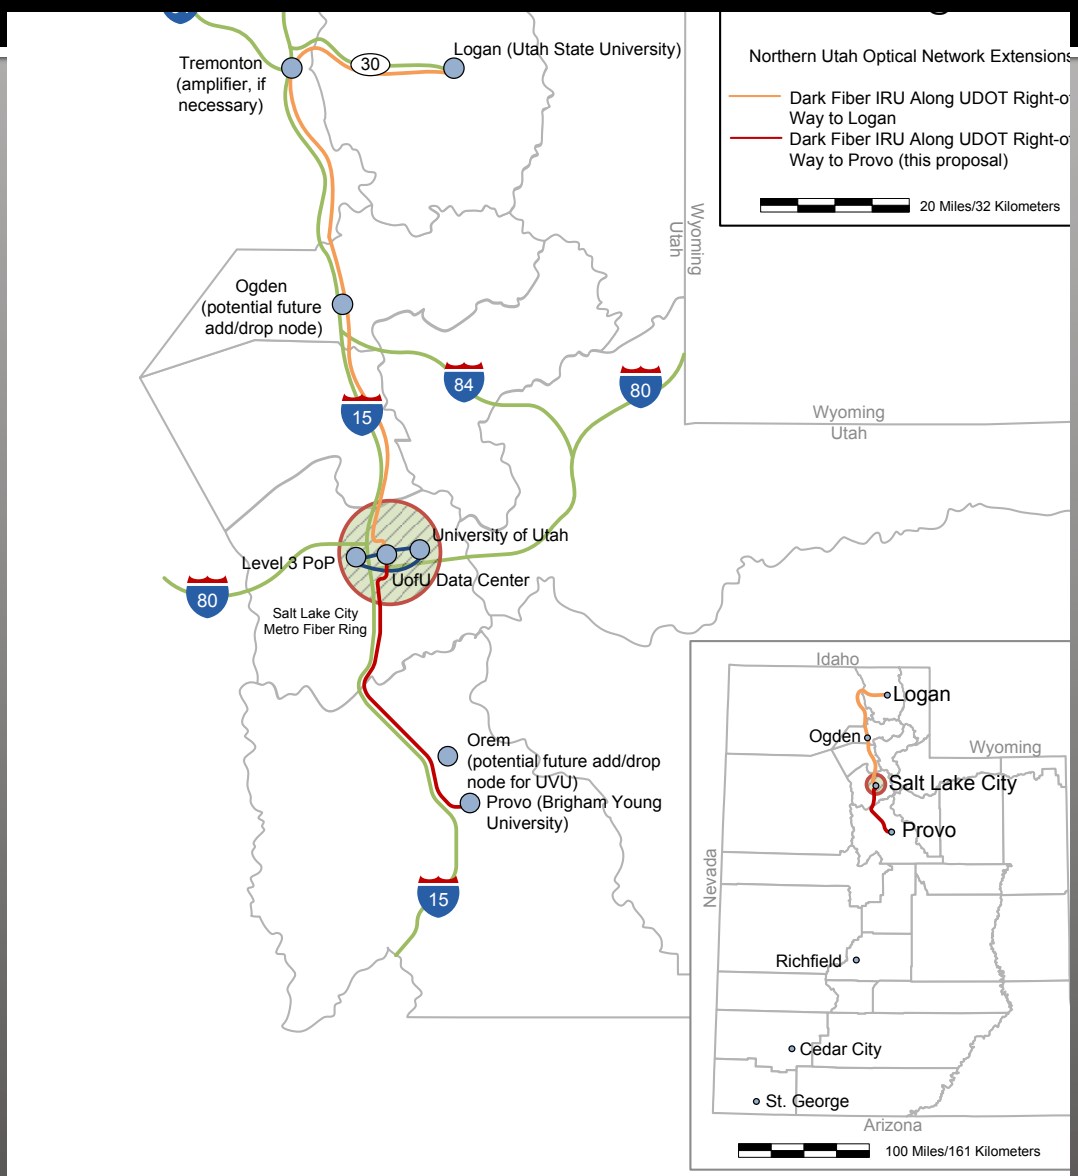 Tremonton
(amplifier, if
necessary)
30
Logan (Utah State University)
Northern Utah Optical Network Extensions
Dark Fiber IRU Along UDOT Right-o
Way to Logan
Dark Fiber IRU Along UDOT Right-o
Way to Provo (this proposal)
20 Miles/32 Kilometers
Wyoming
Utah
Ogden
(potential future
add/drop node)
84
80
15
Wyoming
Utah
University of Utah
Level 3 PoP
UofU Data Center
80
Salt Lake City
Metro Fiber Ring
Orem
(potential future add/drop
node for UVU)
Provo (Brigham Young
University)
15
Idaho
Logan
Ogden
Wyoming
Salt Lake City
Provo
Nevada
Richfield
Cedar City
St. George
Arizona
100 Miles/161 Kilometers